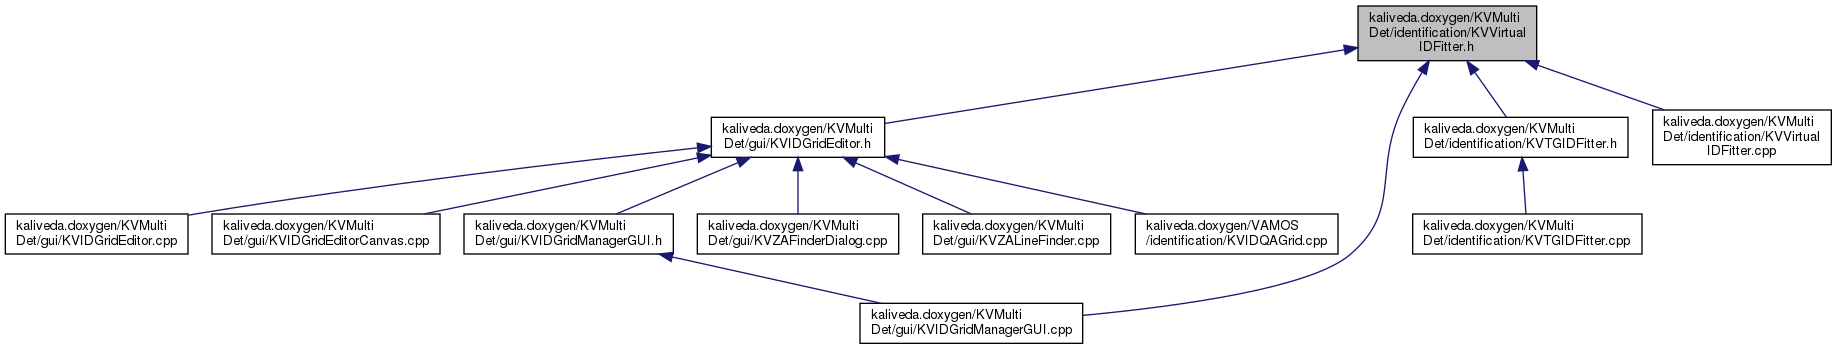 kaliveda.doxygen/KVMulti
Det/identification/KVVirtual
IDFitter.h
kaliveda.doxygen/KVMulti
Det/gui/KVIDGridEditor.h
kaliveda.doxygen/KVMulti
Det/identification/KVTGIDFitter.h
kaliveda.doxygen/KVMulti
Det/identification/KVVirtual
IDFitter.cpp
kaliveda.doxygen/KVMulti
Det/gui/KVIDGridEditor.cpp
kaliveda.doxygen/KVMulti
Det/gui/KVIDGridEditorCanvas.cpp
kaliveda.doxygen/KVMulti
Det/gui/KVIDGridManagerGUI.h
kaliveda.doxygen/KVMulti
Det/gui/KVZAFinderDialog.cpp
kaliveda.doxygen/KVMulti
Det/gui/KVZALineFinder.cpp
kaliveda.doxygen/VAMOS
/identification/KVIDQAGrid.cpp
kaliveda.doxygen/KVMulti
Det/identification/KVTGIDFitter.cpp
kaliveda.doxygen/KVMulti
Det/gui/KVIDGridManagerGUI.cpp